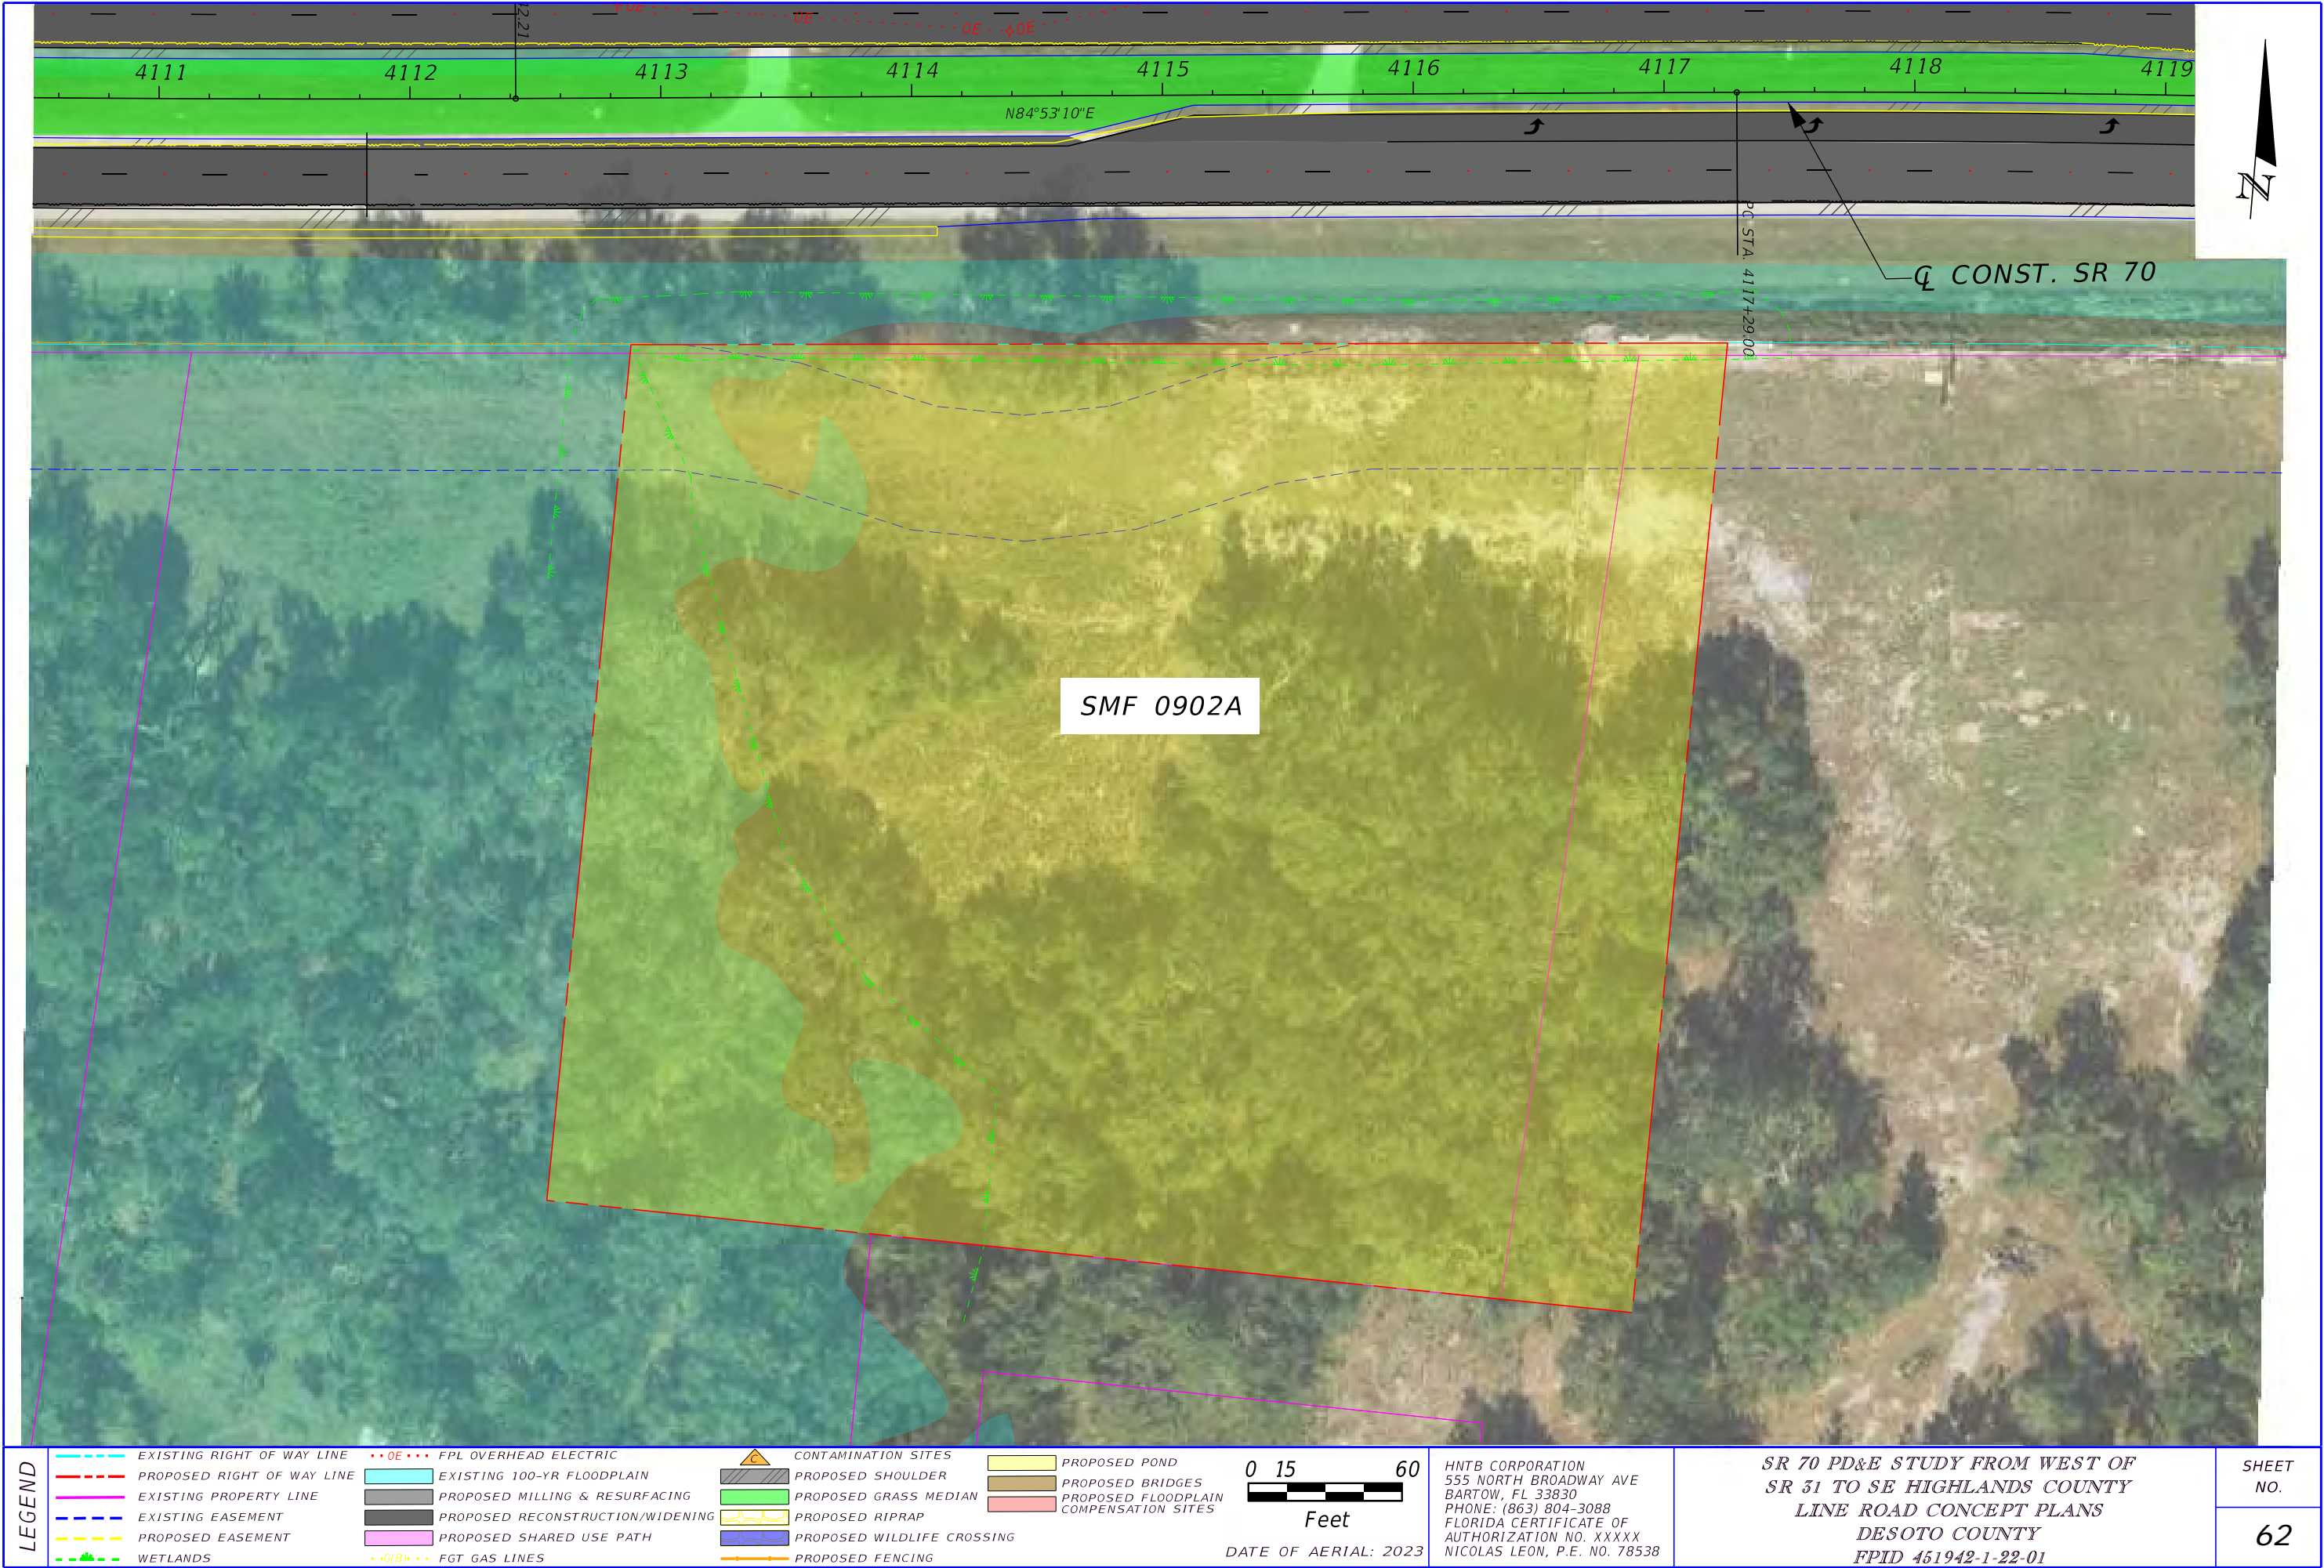 OE
OE
OE
OE
4111
4112
4113
4114
4115
4116
4117
4118
4119
N84°53'10"E
PC STA. 4117+29.00
℄ CONST. SR 70
N
SMF 0902A
LEGEND
EXISTING RIGHT OF WAY LINE
PROPOSED RIGHT OF WAY LINE
EXISTING PROPERTY LINE
EXISTING EASEMENT
PROPOSED EASEMENT
WETLANDS
OE
FPL OVERHEAD ELECTRIC
EXISTING 100-YR FLOODPLAIN
PROPOSED MILLING & RESURFACING
PROPOSED RECONSTRUCTION/WIDENING
PROPOSED SHARED USE PATH
FGT GAS LINES
C
CONTAMINATION SITES
PROPOSED SHOULDER
PROPOSED GRASS MEDIAN
PROPOSED RIPRAP
PROPOSED WILDLIFE CROSSING
PROPOSED FENCING
PROPOSED POND
PROPOSED BRIDGES
PROPOSED FLOODPLAIN
COMPENSATION SITES
0 15 60
Feet
DATE OF AERIAL: 2023
HNTB CORPORATION
555 NORTH BROADWAY AVE
BARTOW, FL 33830
PHONE: (863) 804-3088
FLORIDA CERTIFICATE OF
AUTHORIZATION NO. XXXXX
NICOLAS LEON, P.E. NO. 78538
SR 70 PD&E STUDY FROM WEST OF
SR 31 TO SE HIGHLANDS COUNTY
LINE ROAD CONCEPT PLANS
DESOTO COUNTY
FPID 451942-1-22-01
SHEET
NO.
62